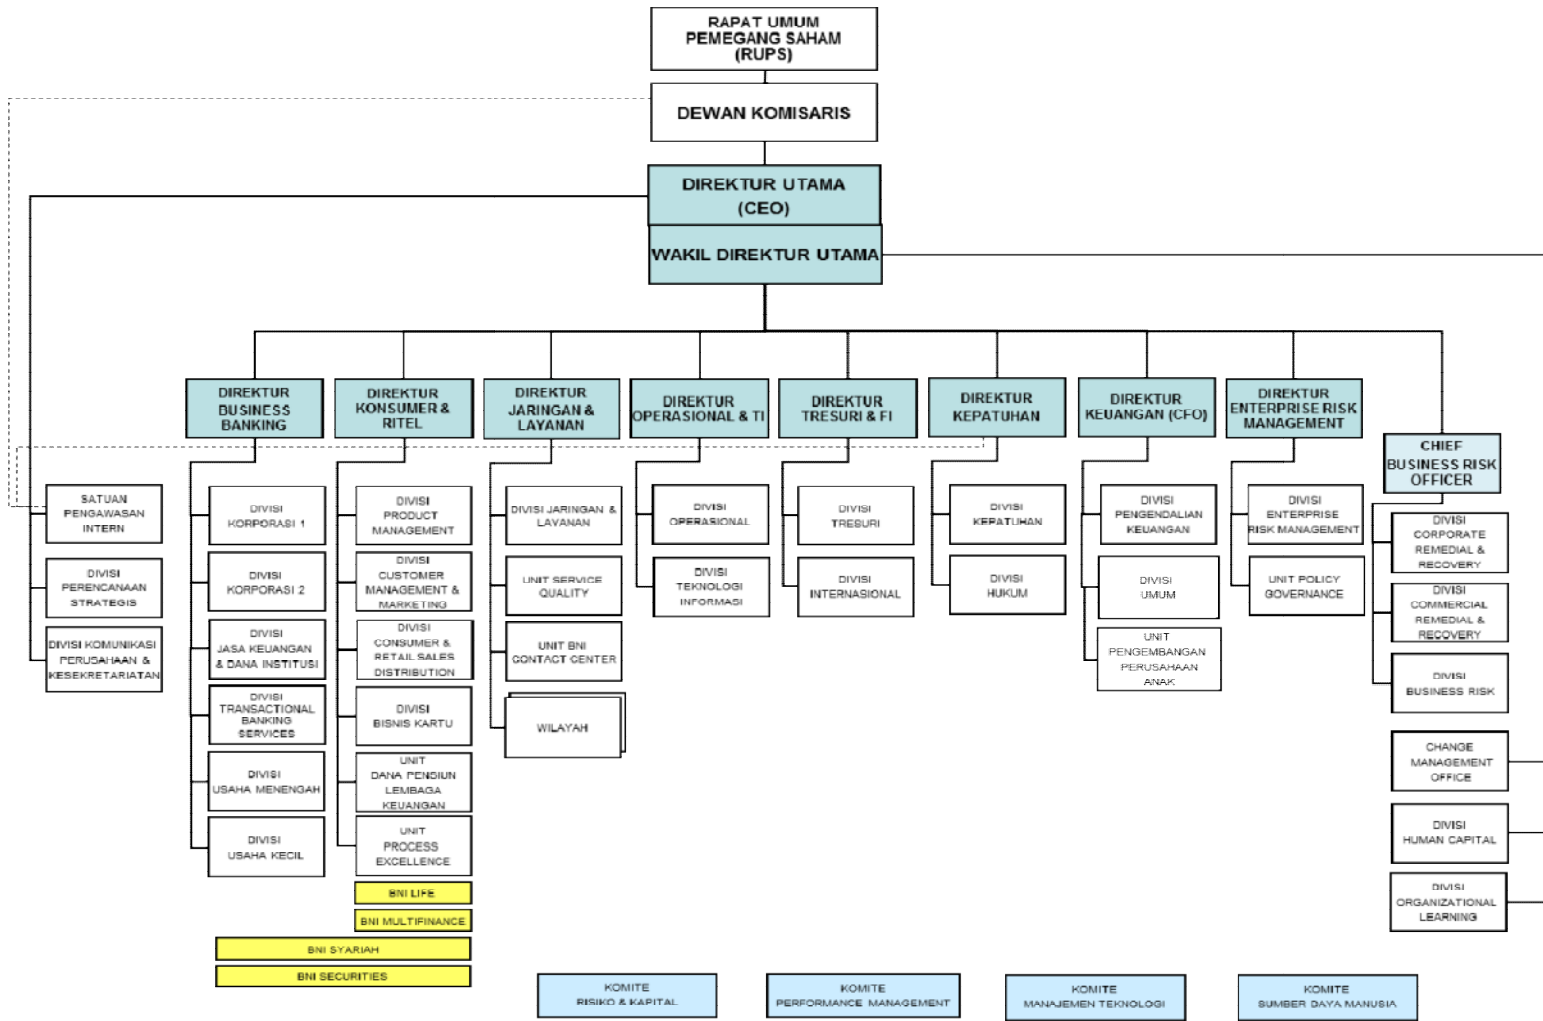 RAPAT UMUM
PEMEGANG SAHAM
(RUPS)
DEWAN KOMISARIS
DIREKTUR UTAMA
(CEO)
WAKIL DIREKTUR UTAMA
DIREKTUR
BUSINESS
BANKING
DIREKTUR
KONSUMER &
RITEL
DIREKTUR
JARINGAN &
LAYANAN
DIREKTUR
OPERASIONAL & TI
DIREKTUR
TRESURI & FI
DIREKTUR
KEPATUHAN
DIREKTUR
KEUANGAN (CFO)
DIREKTUR
ENTERPRISE RISK
MANAGEMENT
CHIEF
BUSINESS RISK
OFFICER
SATUAN
PENGAWASAN
INTERN
DIVISI
PERENCANAAN
STRATEGIS
DIVISI KOMUNIKASI
PERUSAHAAN &
KESEKRETARIATAN
DIVISI
KORPORASI 1
DIVISI
KORPORASI 2
DIVISI
JASA KEUANGAN
& DANA INSTITUSI
DIVISI
TRANSACTIONAL
BANKING
SERVICES
DIVISI
USAHA MENENGAH
DIVISI
USAHA KECIL
DIVISI
PRODUCT
MANAGEMENT
DIVISI
CUSTOMER
MANAGEMENT &
MARKETING
DIVISI
CONSUMER &
RETAIL SALES
DISTRIBUTION
DIVISI
BISNIS KARTU
UNIT
DANA PENSIUN
LEMBAGA
KEUANGAN
UNIT
PROCESS
EXCELLENCE
BNI LIFE
BNI MULTIFINANCE
BNI SYARIAH
BNI SECURITIES
DIVISI JARINGAN &
LAYANAN
UNIT SERVICE
QUALITY
UNIT BNI
CONTACT CENTER
WILAYAH
DIVISI
OPERASIONAL
DIVISI
TEKNOLOGI
INFORMASI
DIVISI
TRESURI
DIVISI
INTERNASIONAL
DIVISI
KEPATUHAN
DIVISI
HUKUM
DIVISI
PENGENDALIAN
KEUANGAN
DIVISI
UMUM
UNIT
PENGEMBANGAN
PERUSAHAAN
ANAK
DIVISI
ENTERPRISE
RISK MANAGEMENT
UNIT POLICY
GOVERNANCE
DIVISI
CORPORATE
REMEDIAL &
RECOVERY
DIVISI
COMMERCIAL
REMEDIAL &
RECOVERY
DIVISI
BUSINESS RISK
CHANGE
MANAGEMENT
OFFICE
DIVISI
HUMAN CAPITAL
DIVISI
ORGANIZATIONAL
LEARNING
KOMITE
RISIKO & KAPITAL
KOMITE
PERFORMANCE MANAGEMENT
KOMITE
MANAJEMEN TEKNOLOGI
KOMITE
SUMBER DAYA MANUSIA